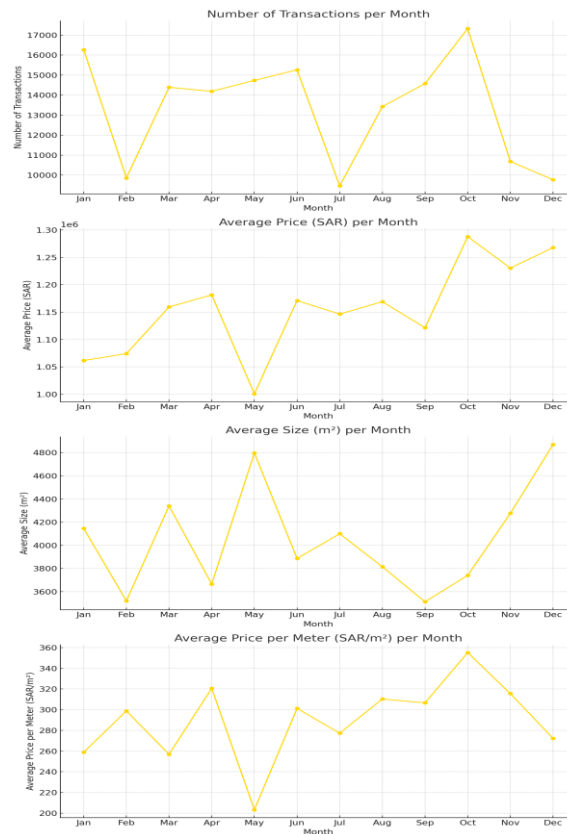 Number of Transactions per Month
Number of Transactions
17000
16000
15000
14000
13000
12000
11000
10000
Jan Feb Mar Apr May Jun Jul Aug Sep Oct Nov Dec
Month
Average Price (SAR) per Month
1e6
Average Price (SAR)
1.30
1.25
1.20
1.15
1.10
1.05
1.00
Jan Feb Mar Apr May Jun Jul Aug Sep Oct Nov Dec
Month
Average Size (m²) per Month
Average Size (m²)
4800
4600
4400
4200
4000
3800
3600
Jan Feb Mar Apr May Jun Jul Aug Sep Oct Nov Dec
Month
Average Price per Meter (SAR/m²) per Month
Average Price per Meter (SAR/m²)
360
340
320
300
280
260
240
220
200
Jan Feb Mar Apr May Jun Jul Aug Sep Oct Nov Dec
Month